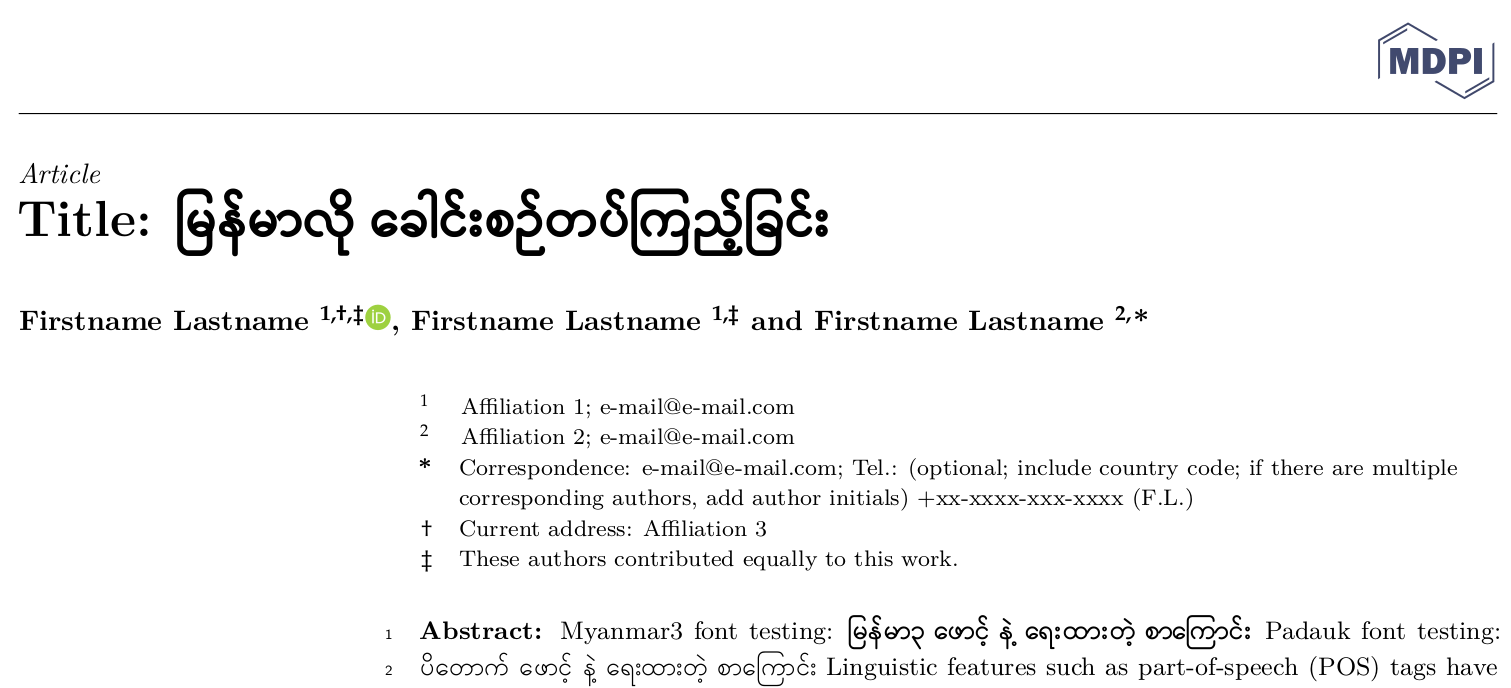 MDPI
Article
Title: မြန်မာလို ခေါင်းစဉ်တပ်ကြည့်ခြင်း
Firstname Lastname 1,†,‡ iD, Firstname Lastname 1,‡ and Firstname Lastname 2,*
1 Affiliation 1; e-mail@e-mail.com
2 Affiliation 2; e-mail@e-mail.com
* Correspondence: e-mail@e-mail.com; Tel.: (optional; include country code; if there are multiple
corresponding authors, add author initials) +xx-xxxx-xxx-xxxx (F.L.)
† Current address: Affiliation 3
‡ These authors contributed equally to this work.
1 Abstract: Myanmar3 font testing: မြန်မာ၃ ဖောင့် နဲ့ ရေးထားတဲ့ စာကြောင်း Padauk font testing:
2 ပိတောက် ဖောင့် နဲ့ ရေးထားတဲ့ စာကြောင်း Linguistic features such as part-of-speech (POS) tags have